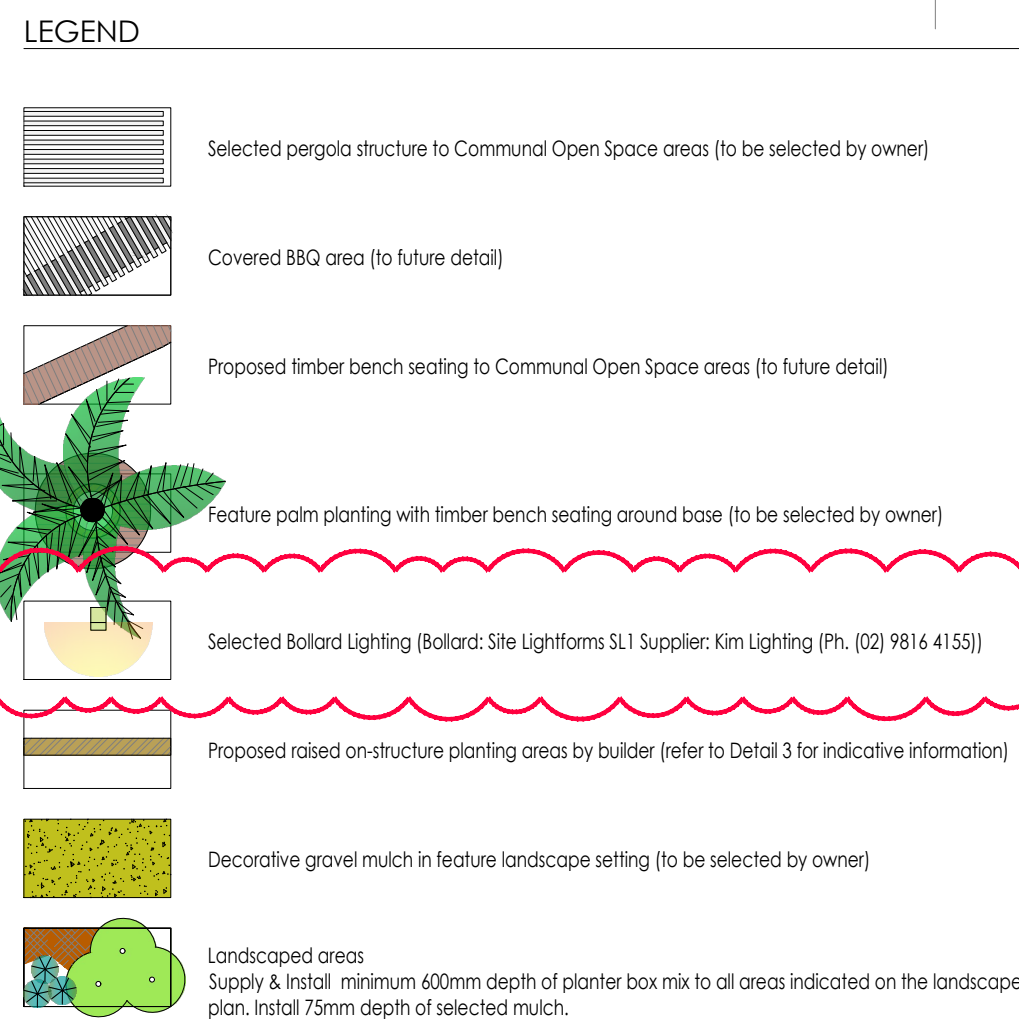 LEGEND
Selected pergola structure to Communal Open Space areas (to be selected by owner)
Covered BBQ area (to future detail)
Proposed timber bench seating to Communal Open Space areas (to future detail)
Feature palm planting with timber bench seating around base (to be selected by owner)
Selected Bollard Lighting (Bollard: Site Lightforms SL1 Supplier: Kim Lighting (Ph. (02) 9816 4155))
Proposed raised on-structure planting areas by builder (refer to Detail 3 for indicative information)
Decorative gravel mulch in feature landscape setting (to be selected by owner)
Landscaped areas
Supply & Install minimum 600mm depth of planter box mix to all areas indicated on the landscape
plan. Install 75mm depth of selected mulch.